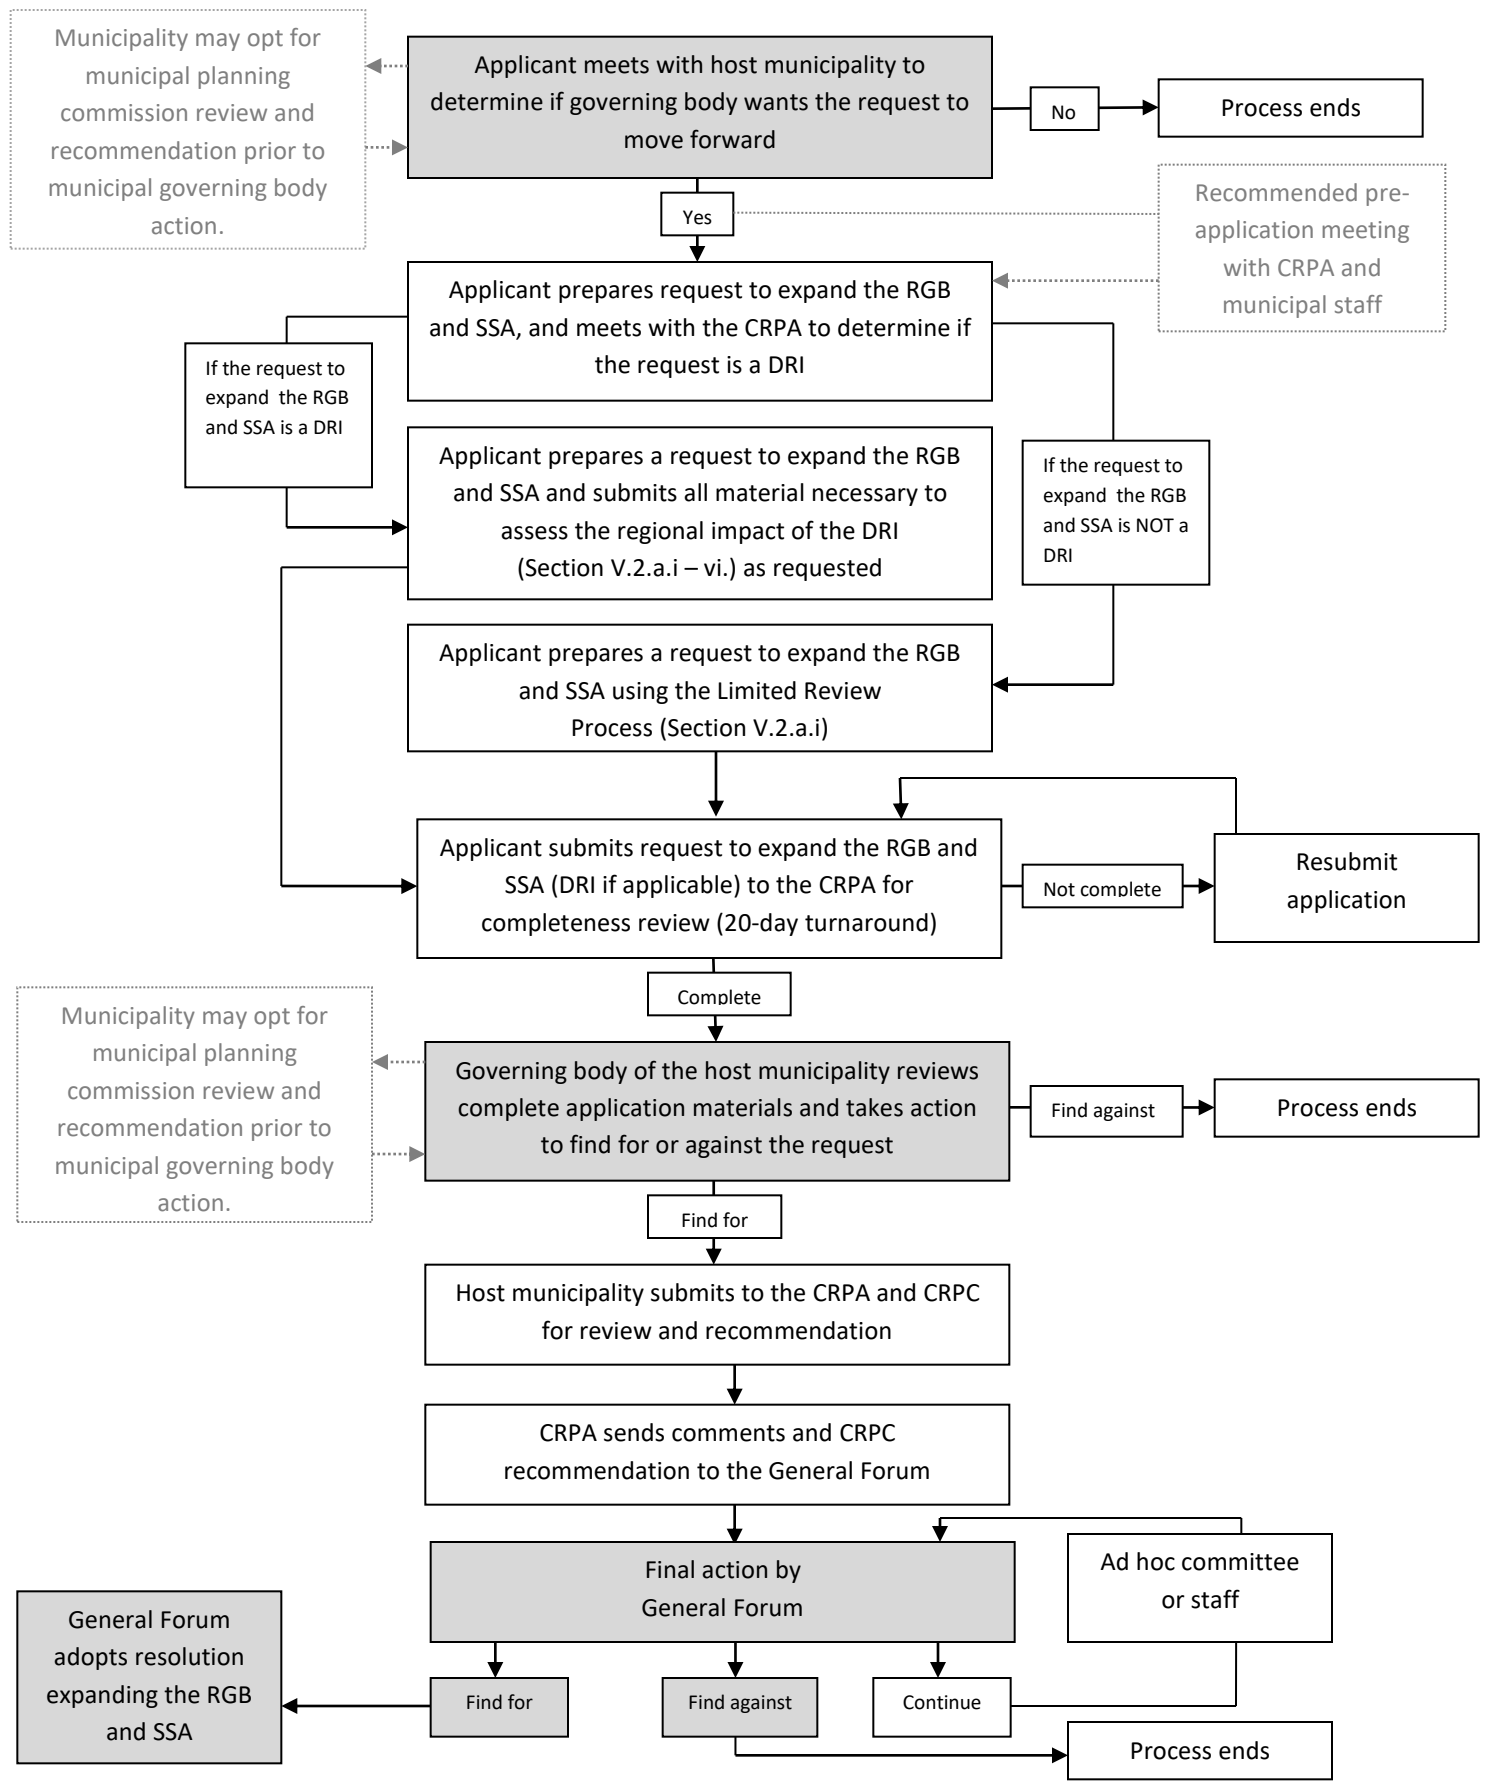 Municipality may opt for
municipal planning
commission review and
recommendation prior to
municipal governing body
action.
Applicant meets with host municipality to
determine if governing body wants the request to
move forward
No
Process ends
Yes
Recommended pre-
application meeting
with CRPA and
municipal staff
Applicant prepares request to expand the RGB
and SSA, and meets with the CRPA to determine if
the request is a DRI
If the request to
expand the RGB
and SSA is a DRI
Applicant prepares a request to expand the RGB
and SSA and submits all material necessary to
assess the regional impact of the DRI
(Section V.2.a.i – vi.) as requested
If the request to
expand the RGB
and SSA is NOT a
DRI
Applicant prepares a request to expand the RGB
and SSA using the Limited Review
Process (Section V.2.a.i)
Applicant submits request to expand the RGB and
SSA (DRI if applicable) to the CRPA for
completeness review (20-day turnaround)
Not complete
Resubmit
application
Complete
Municipality may opt for
municipal planning
commission review and
recommendation prior to
municipal governing body
action.
Governing body of the host municipality reviews
complete application materials and takes action
to find for or against the request
Find against
Process ends
Find for
Host municipality submits to the CRPA and CRPC
for review and recommendation
CRPA sends comments and CRPC
recommendation to the General Forum
Final action by
General Forum
Ad hoc committee
or staff
General Forum
adopts resolution
expanding the RGB
and SSA
Find for
Find against
Continue
Process ends